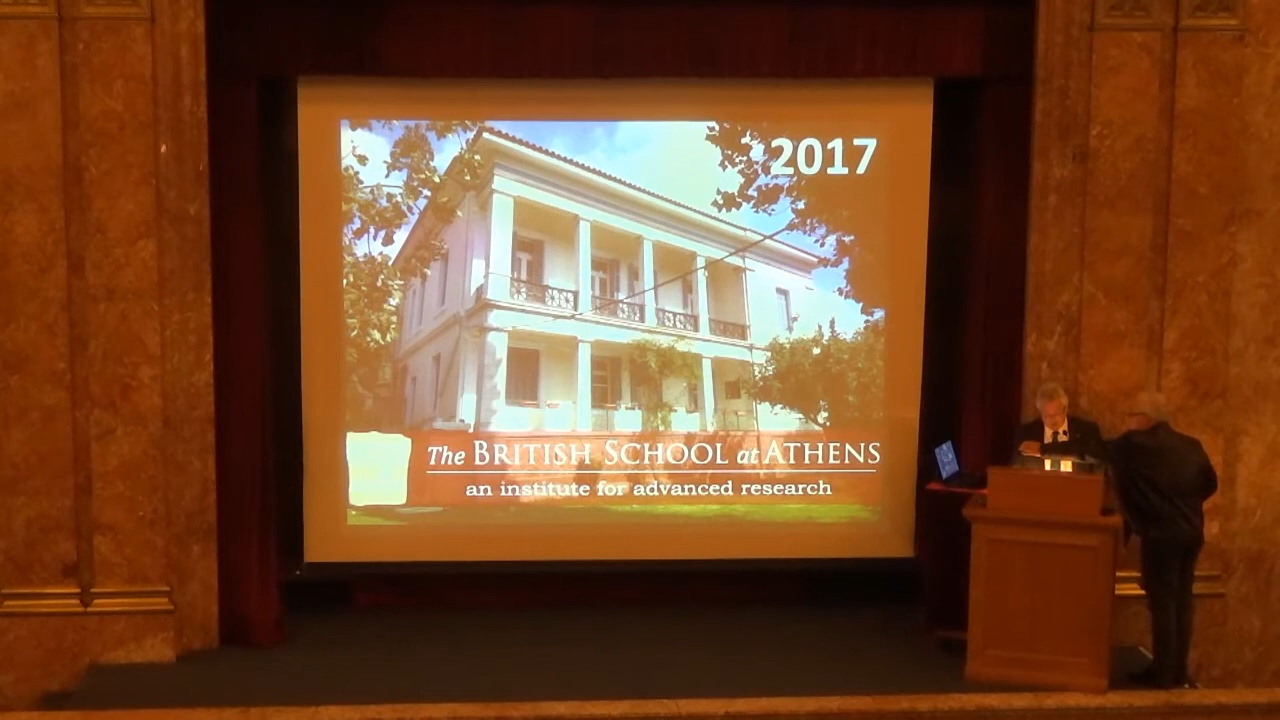 2017
The BRITISH SCHOOL at ATHENS
an institute for advanced research